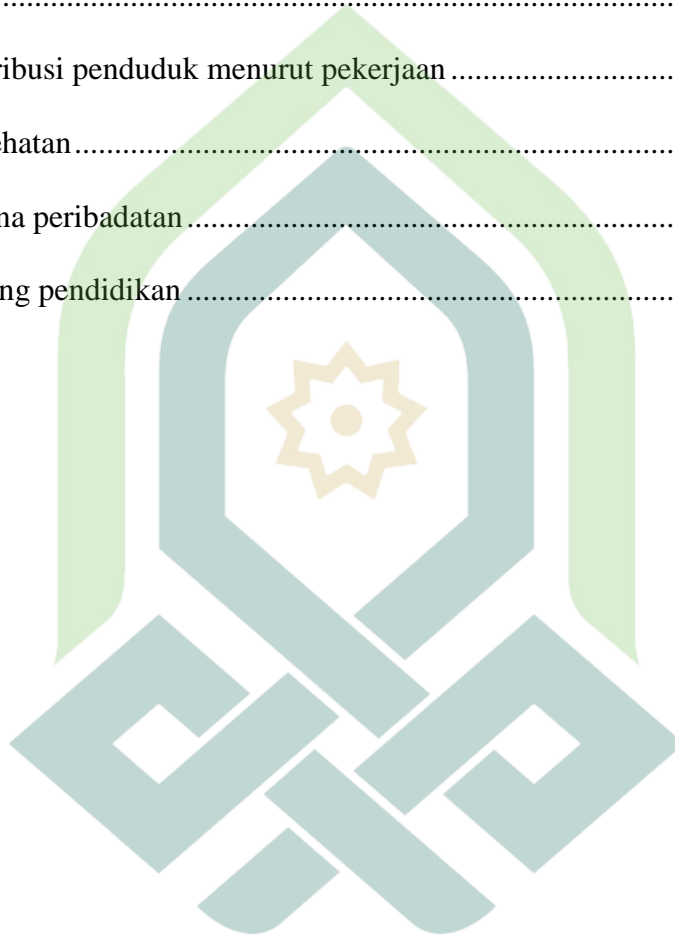 ....................................................................................
ribusi penduduk menurut pekerjaan ............................
ehatan...........................................................................
na peribadatan .............................................................
ng pendidikan .............................................................